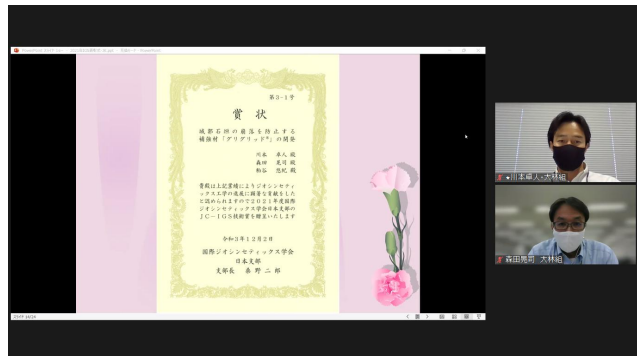 第3-1号
賞状
城郭石垣の崩落を防止する
補強材「グリグリッド®」の開発
川本卓人殿
森田晃司殿
粕谷悠紀殿
貴殿は上記業績によりジオシンセティ
ックス工学の進展に顕著な貢献をした
と認められますので2021年度国際
ジオシンセティックス学会日本支部の
JC-IGS技術賞を贈呈いたします
令和3年12月2日
国際ジオシンセティックス学会
日本支部
支部長 桑野二郎
川本卓人・大林組
森田晃司 大林組